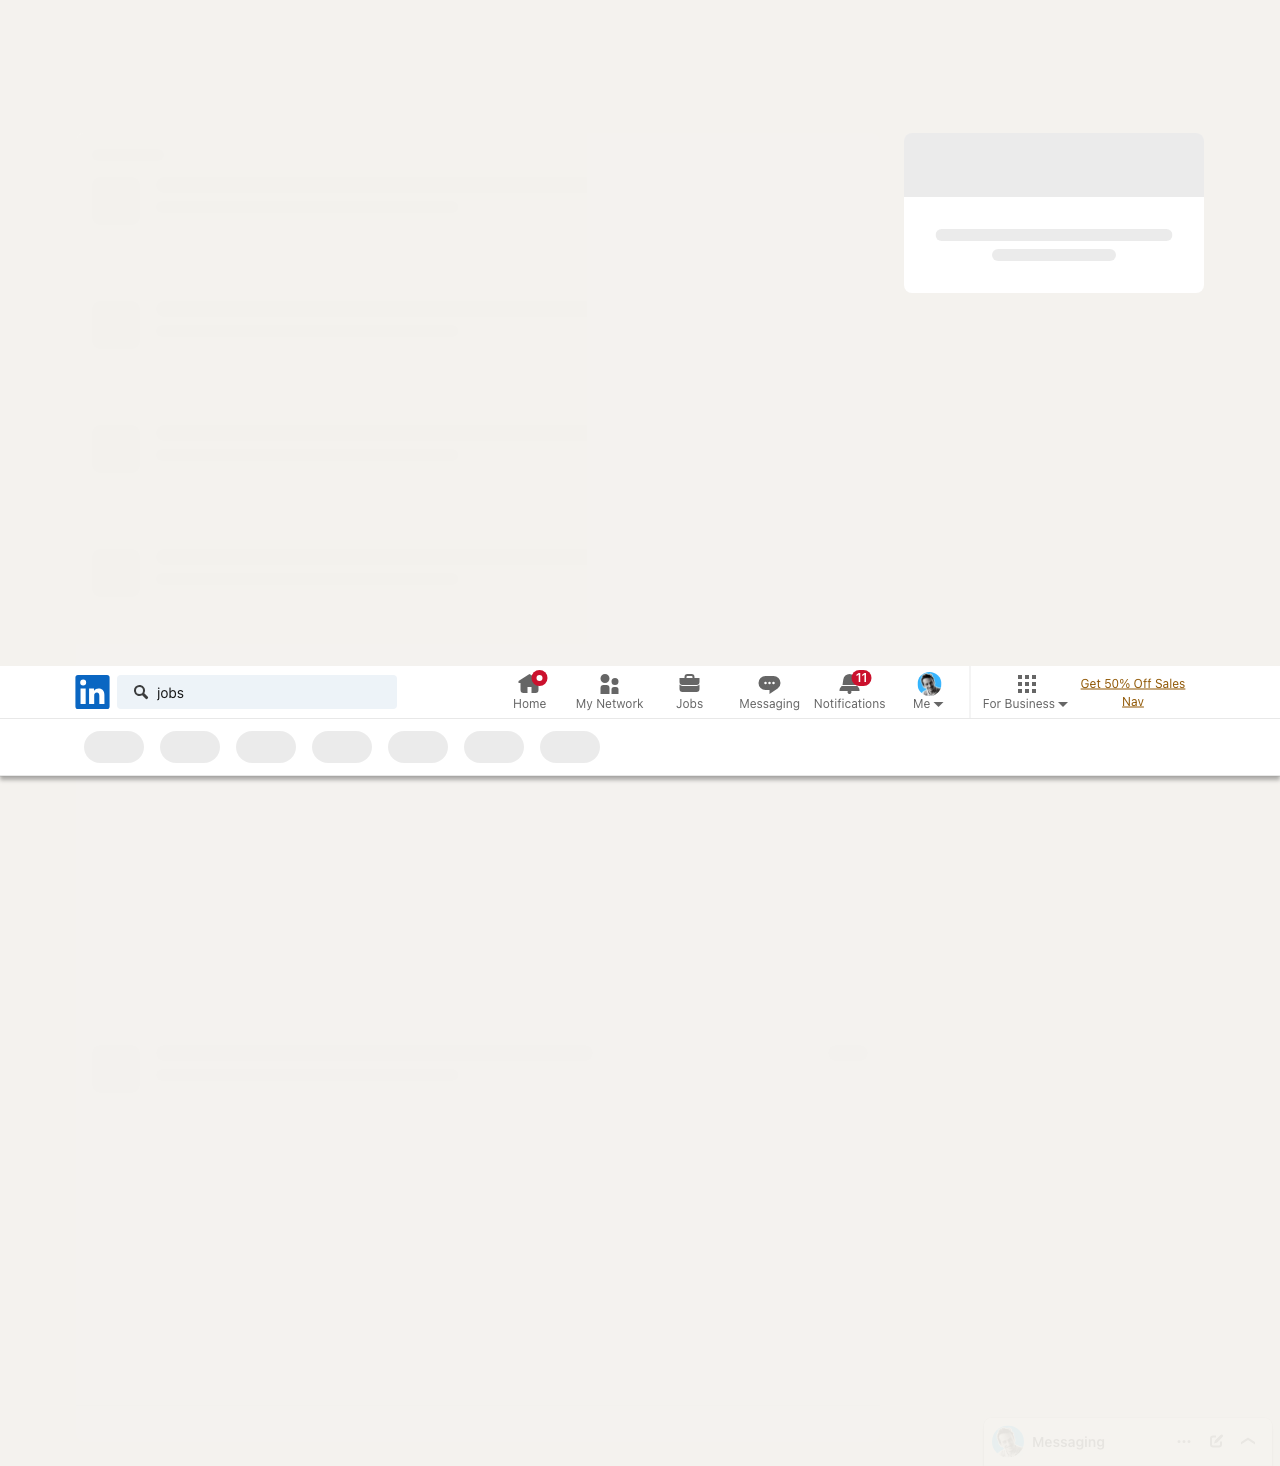 in
jobs
Home
My Network
Jobs
Messaging
11
Notifications
Me
For Business
Get 50% Off Sales
Nav
Messaging